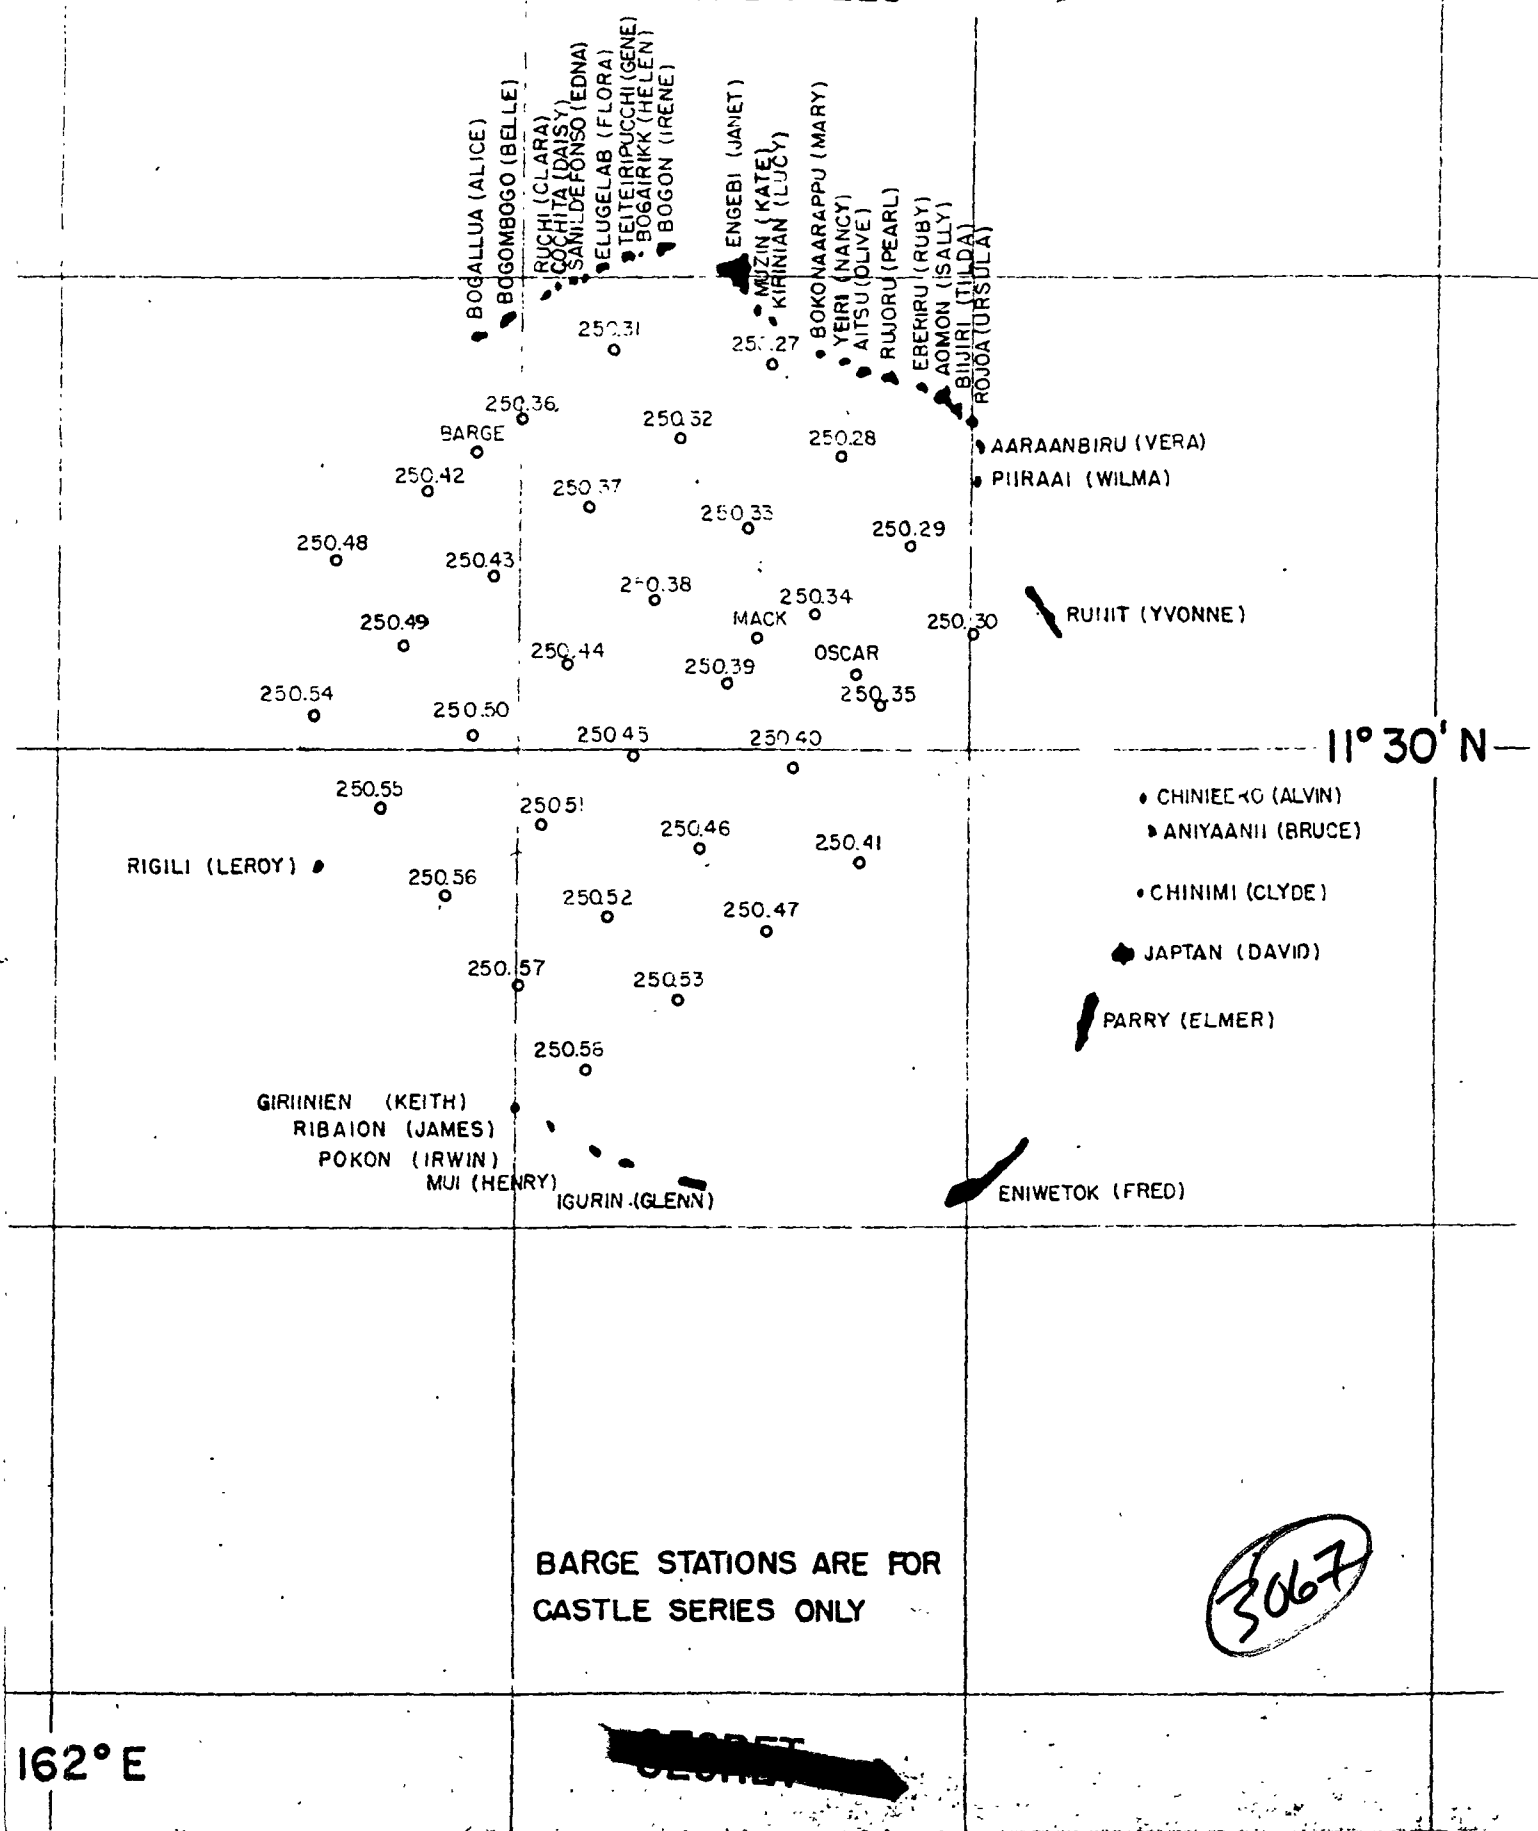 BOGALLUA (ALICE)
BOGOMBOGO (BELLE)
RUCHI (CLARA)
COCHITA (DAISY)
SANILDEFONSO (EDNA)
ELUGELAB (FLORA)
TEITEIRIPUCCHI (GENE)
BOGAIRIKK (HELEN)
BOGON (IRENE)
ENGEBI (JANET)
MUZIN (KATE)
KIRINIAN (LUCY)
BOKONAARAPPU (MARY)
YEIRI (NANCY)
AITSU (OLIVE)
RUJORU (PEARL)
EBERIRU (RUBY)
AOMON (SALLY)
BIIJIRI (TILDA)
ROJOA (URSULA)
250.31
250.27
250.36
250.32
BARGE
250.28
AARAANBIRU (VERA)
250.42
PIIRAAI (WILMA)
250.37
250.33
250.29
250.48
250.43
250.38
250.34
RUNIT (YVONNE)
250.49
MACK
250.30
250.44
250.39
OSCAR
250.54
250.35
250.50
250.45
250.40
11° 30' N
250.55
CHINIEERO (ALVIN)
250.51
250.46
ANIYAANII (BRUCE)
250.41
RIGILI (LEROY)
250.56
CHINIMI (CLYDE)
250.52
250.47
JAPTAN (DAVID)
250.57
250.53
PARRY (ELMER)
250.58
GIRIINIEN (KEITH)
RIBAION (JAMES)
POKON (IRWIN)
MUI (HENRY)
IGURIN (GLENN)
ENIWETOK (FRED)
BARGE STATIONS ARE FOR
CASTLE SERIES ONLY
3067
162° E
SECRET